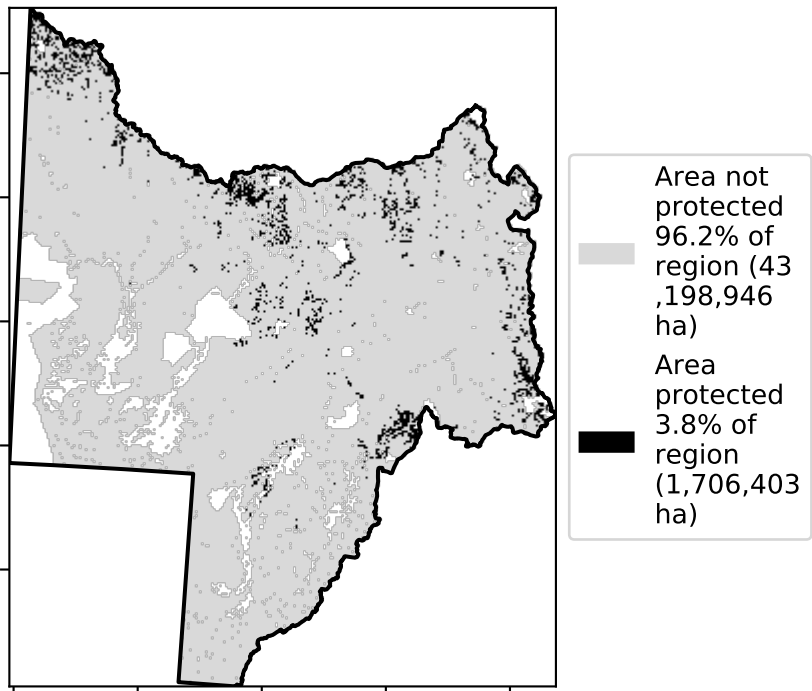 Area not
protected
96.2% of
region (43
,198,946
ha)
Area
protected
3.8% of
region
(1,706,403
ha)